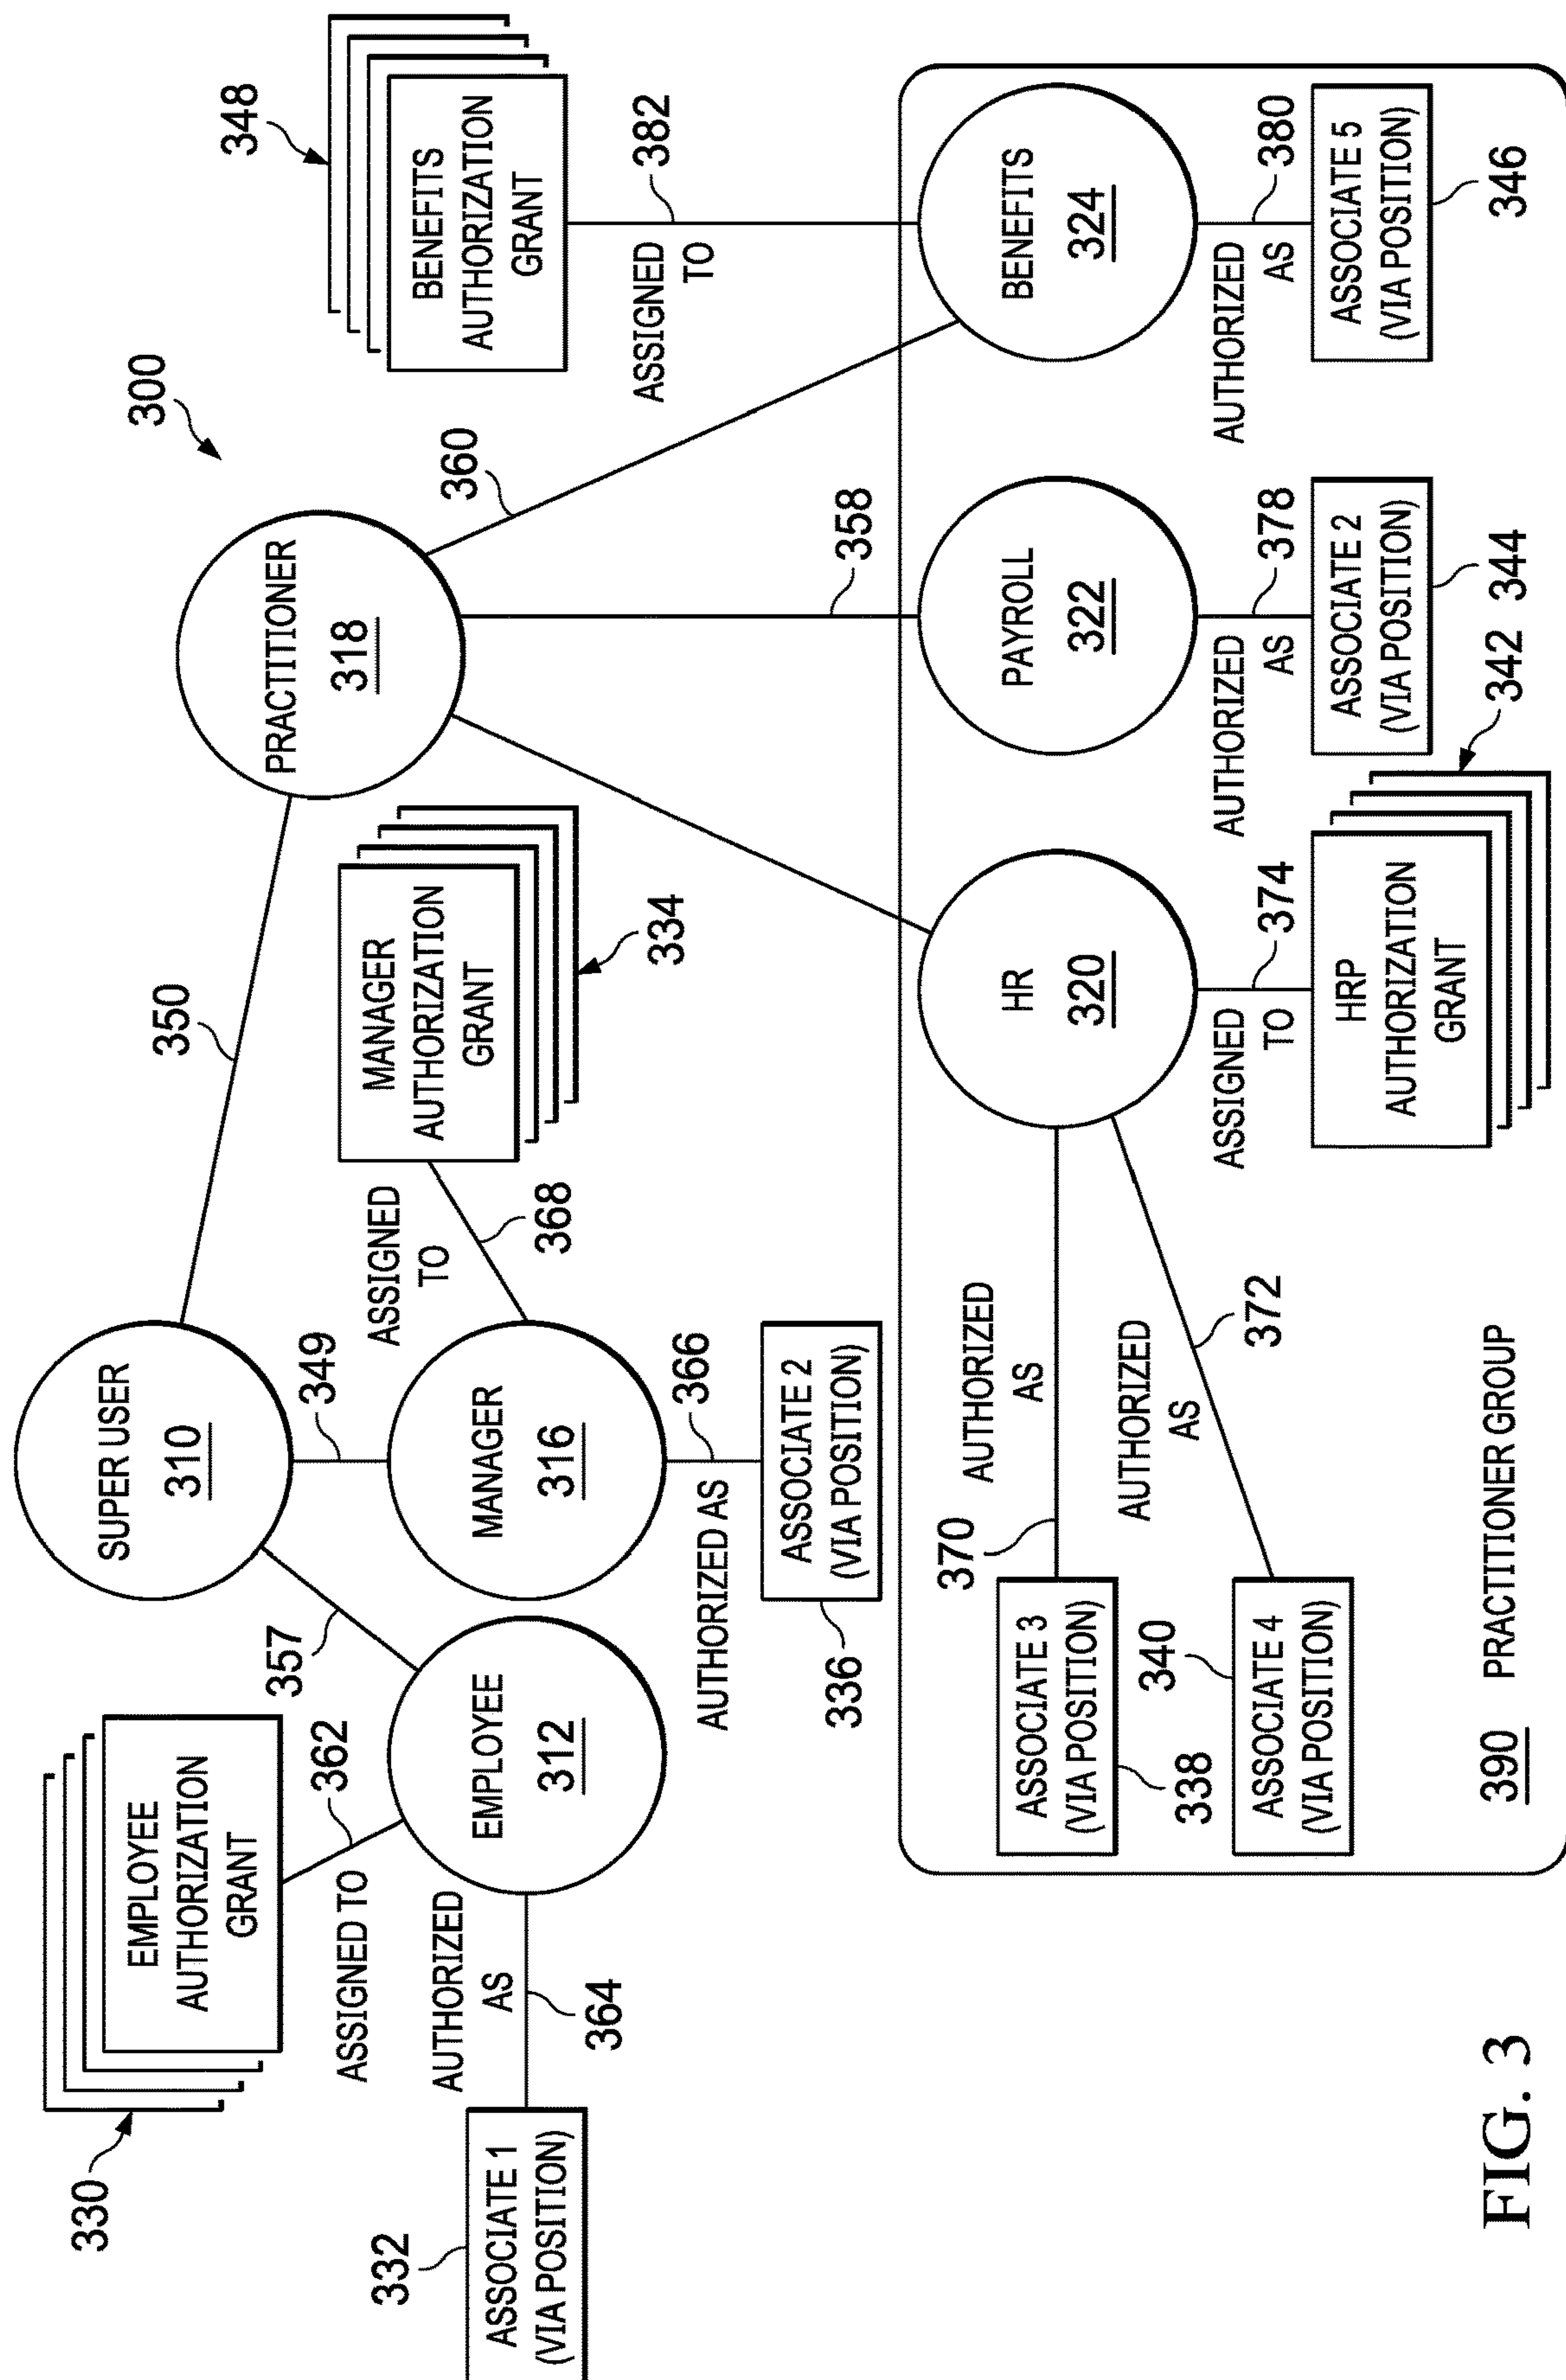 300
SUPER USER
310
PRACTITIONER
318
350
349
357
330
EMPLOYEE
AUTHORIZATION
GRANT
362
ASSIGNED TO
EMPLOYEE
312
AUTHORIZED
AS
364
332
ASSOCIATE 1
(VIA POSITION)
MANAGER
316
ASSIGNED
TO
368
MANAGER
AUTHORIZATION
GRANT
334
AUTHORIZED AS
366
ASSOCIATE 2
(VIA POSITION)
336
360
358
348
BENEFITS
AUTHORIZATION
GRANT
ASSIGNED
TO
382
HR
320
PAYROLL
322
BENEFITS
324
370
AUTHORIZED
AS
ASSOCIATE 3
(VIA POSITION)
338
AUTHORIZED
AS
372
340
ASSOCIATE 4
(VIA POSITION)
ASSIGNED
TO
374
HRP
AUTHORIZATION
GRANT
342
AUTHORIZED
AS
378
ASSOCIATE 2
(VIA POSITION)
344
AUTHORIZED
AS
380
ASSOCIATE 5
(VIA POSITION)
346
390 PRACTITIONER GROUP
FIG. 3